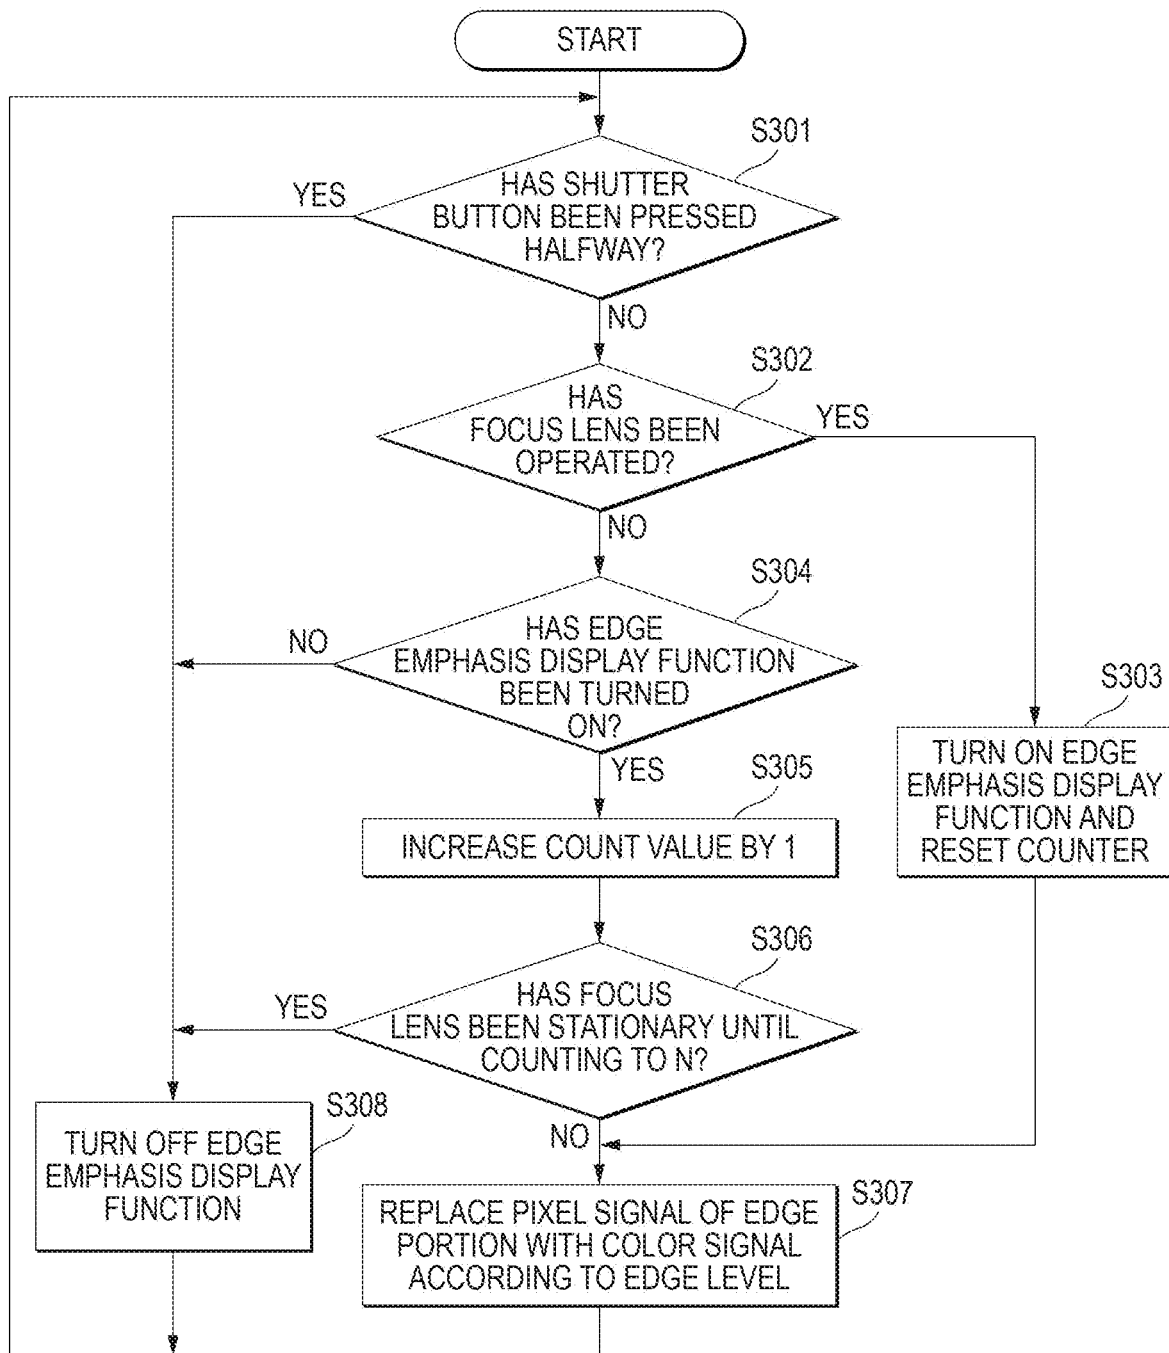 START
S301
YES
HAS SHUTTER
BUTTON BEEN PRESSED
HALFWAY?
NO
S302
HAS
FOCUS LENS BEEN
OPERATED?
YES
NO
S304
HAS EDGE
EMPHASIS DISPLAY FUNCTION
BEEN TURNED
ON?
NO
YES
S303
TURN ON EDGE
EMPHASIS DISPLAY
FUNCTION AND
RESET COUNTER
S305
INCREASE COUNT VALUE BY 1
S306
YES
HAS FOCUS
LENS BEEN STATIONARY UNTIL
COUNTING TO N?
NO
S308
TURN OFF EDGE
EMPHASIS DISPLAY
FUNCTION
S307
REPLACE PIXEL SIGNAL OF EDGE
PORTION WITH COLOR SIGNAL
ACCORDING TO EDGE LEVEL